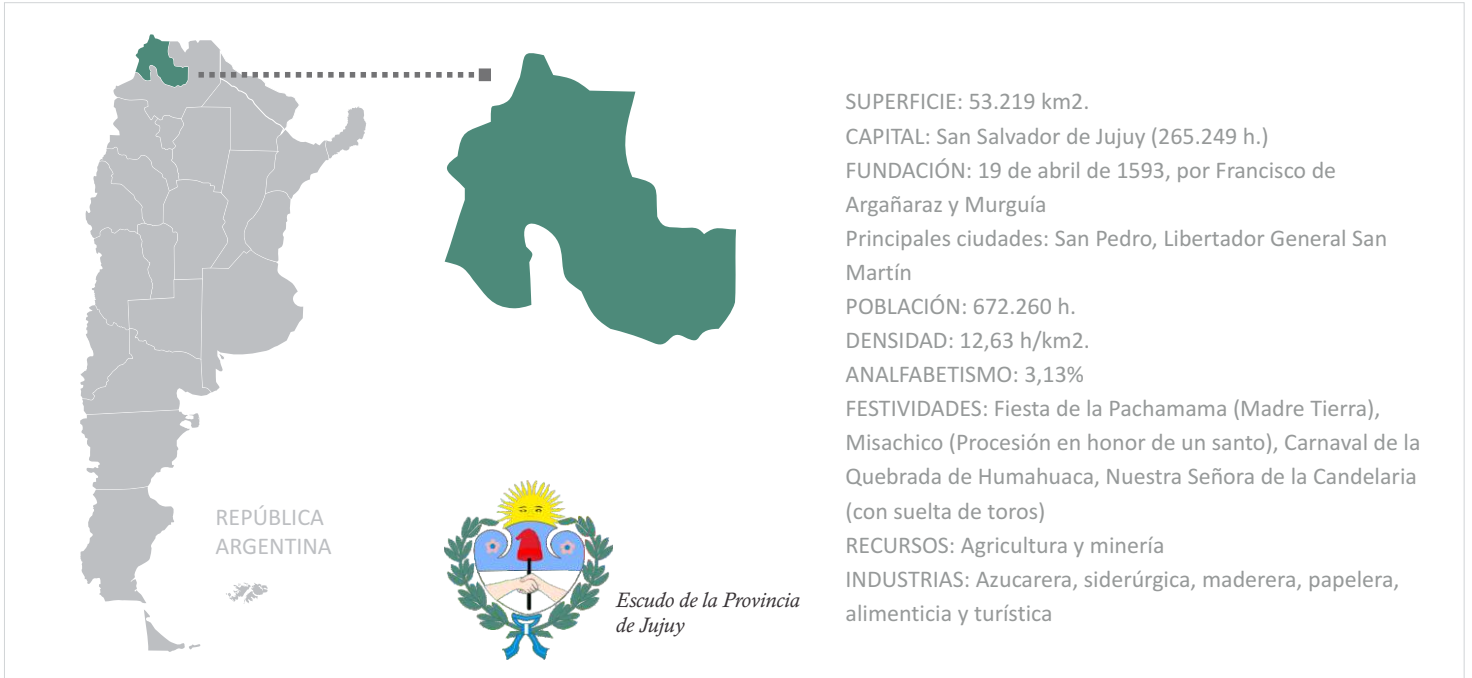 SUPERFICIE: 53.219 km2.
CAPITAL: San Salvador de Jujuy (265.249 h.)
FUNDACIÓN: 19 de abril de 1593, por Francisco de
Argañaraz y Murguía
Principales ciudades: San Pedro, Libertador General San
Martín
POBLACIÓN: 672.260 h.
DENSIDAD: 12,63 h/km2.
ANALFABETISMO: 3,13%
FESTIVIDADES: Fiesta de la Pachamama (Madre Tierra),
Misachico (Procesión en honor de un santo), Carnaval de la
Quebrada de Humahuaca, Nuestra Señora de la Candelaria
(con suelta de toros)
RECURSOS: Agricultura y minería
INDUSTRIAS: Azucarera, siderúrgica, maderera, papelera,
alimenticia y turística
REPÚBLICA
ARGENTINA
Escudo de la Provincia
de Jujuy